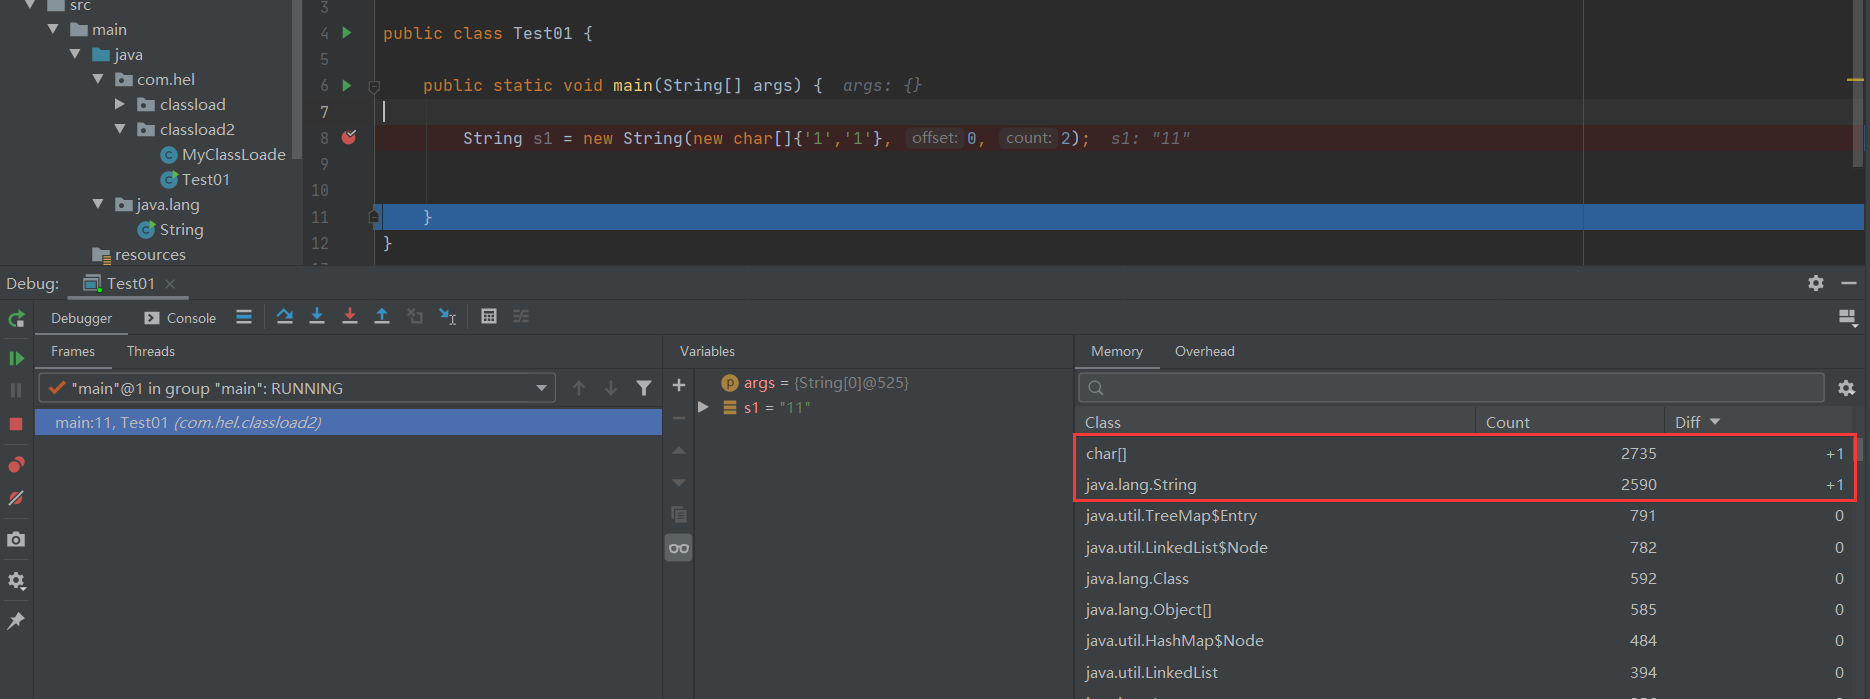 src
main
java
com.hel
classload
classload2
MyClassLoade
Test01
java.lang
String
resources
3
4 public class Test01 {
5
6 public static void main(String[] args) { args: {}
7
8 String s1 = new String(new char[]{'1','1'}, offset: 0, count: 2); s1: "11"
9
10
11 }
12 }
Debug: Test01
Debugger Console
Frames Threads
"main"@1 in group "main": RUNNING
main:11, Test01 (com.hel.classload2)
Variables
args = {String[0]@525}
s1 = "11"
Memory Overhead
Class Count Diff
char[] 2735 +1
java.lang.String 2590 +1
java.util.TreeMap$Entry 791 0
java.util.LinkedList$Node 782 0
java.lang.Class 592 0
java.lang.Object[] 585 0
java.util.HashMap$Node 484 0
java.util.LinkedList 394 0